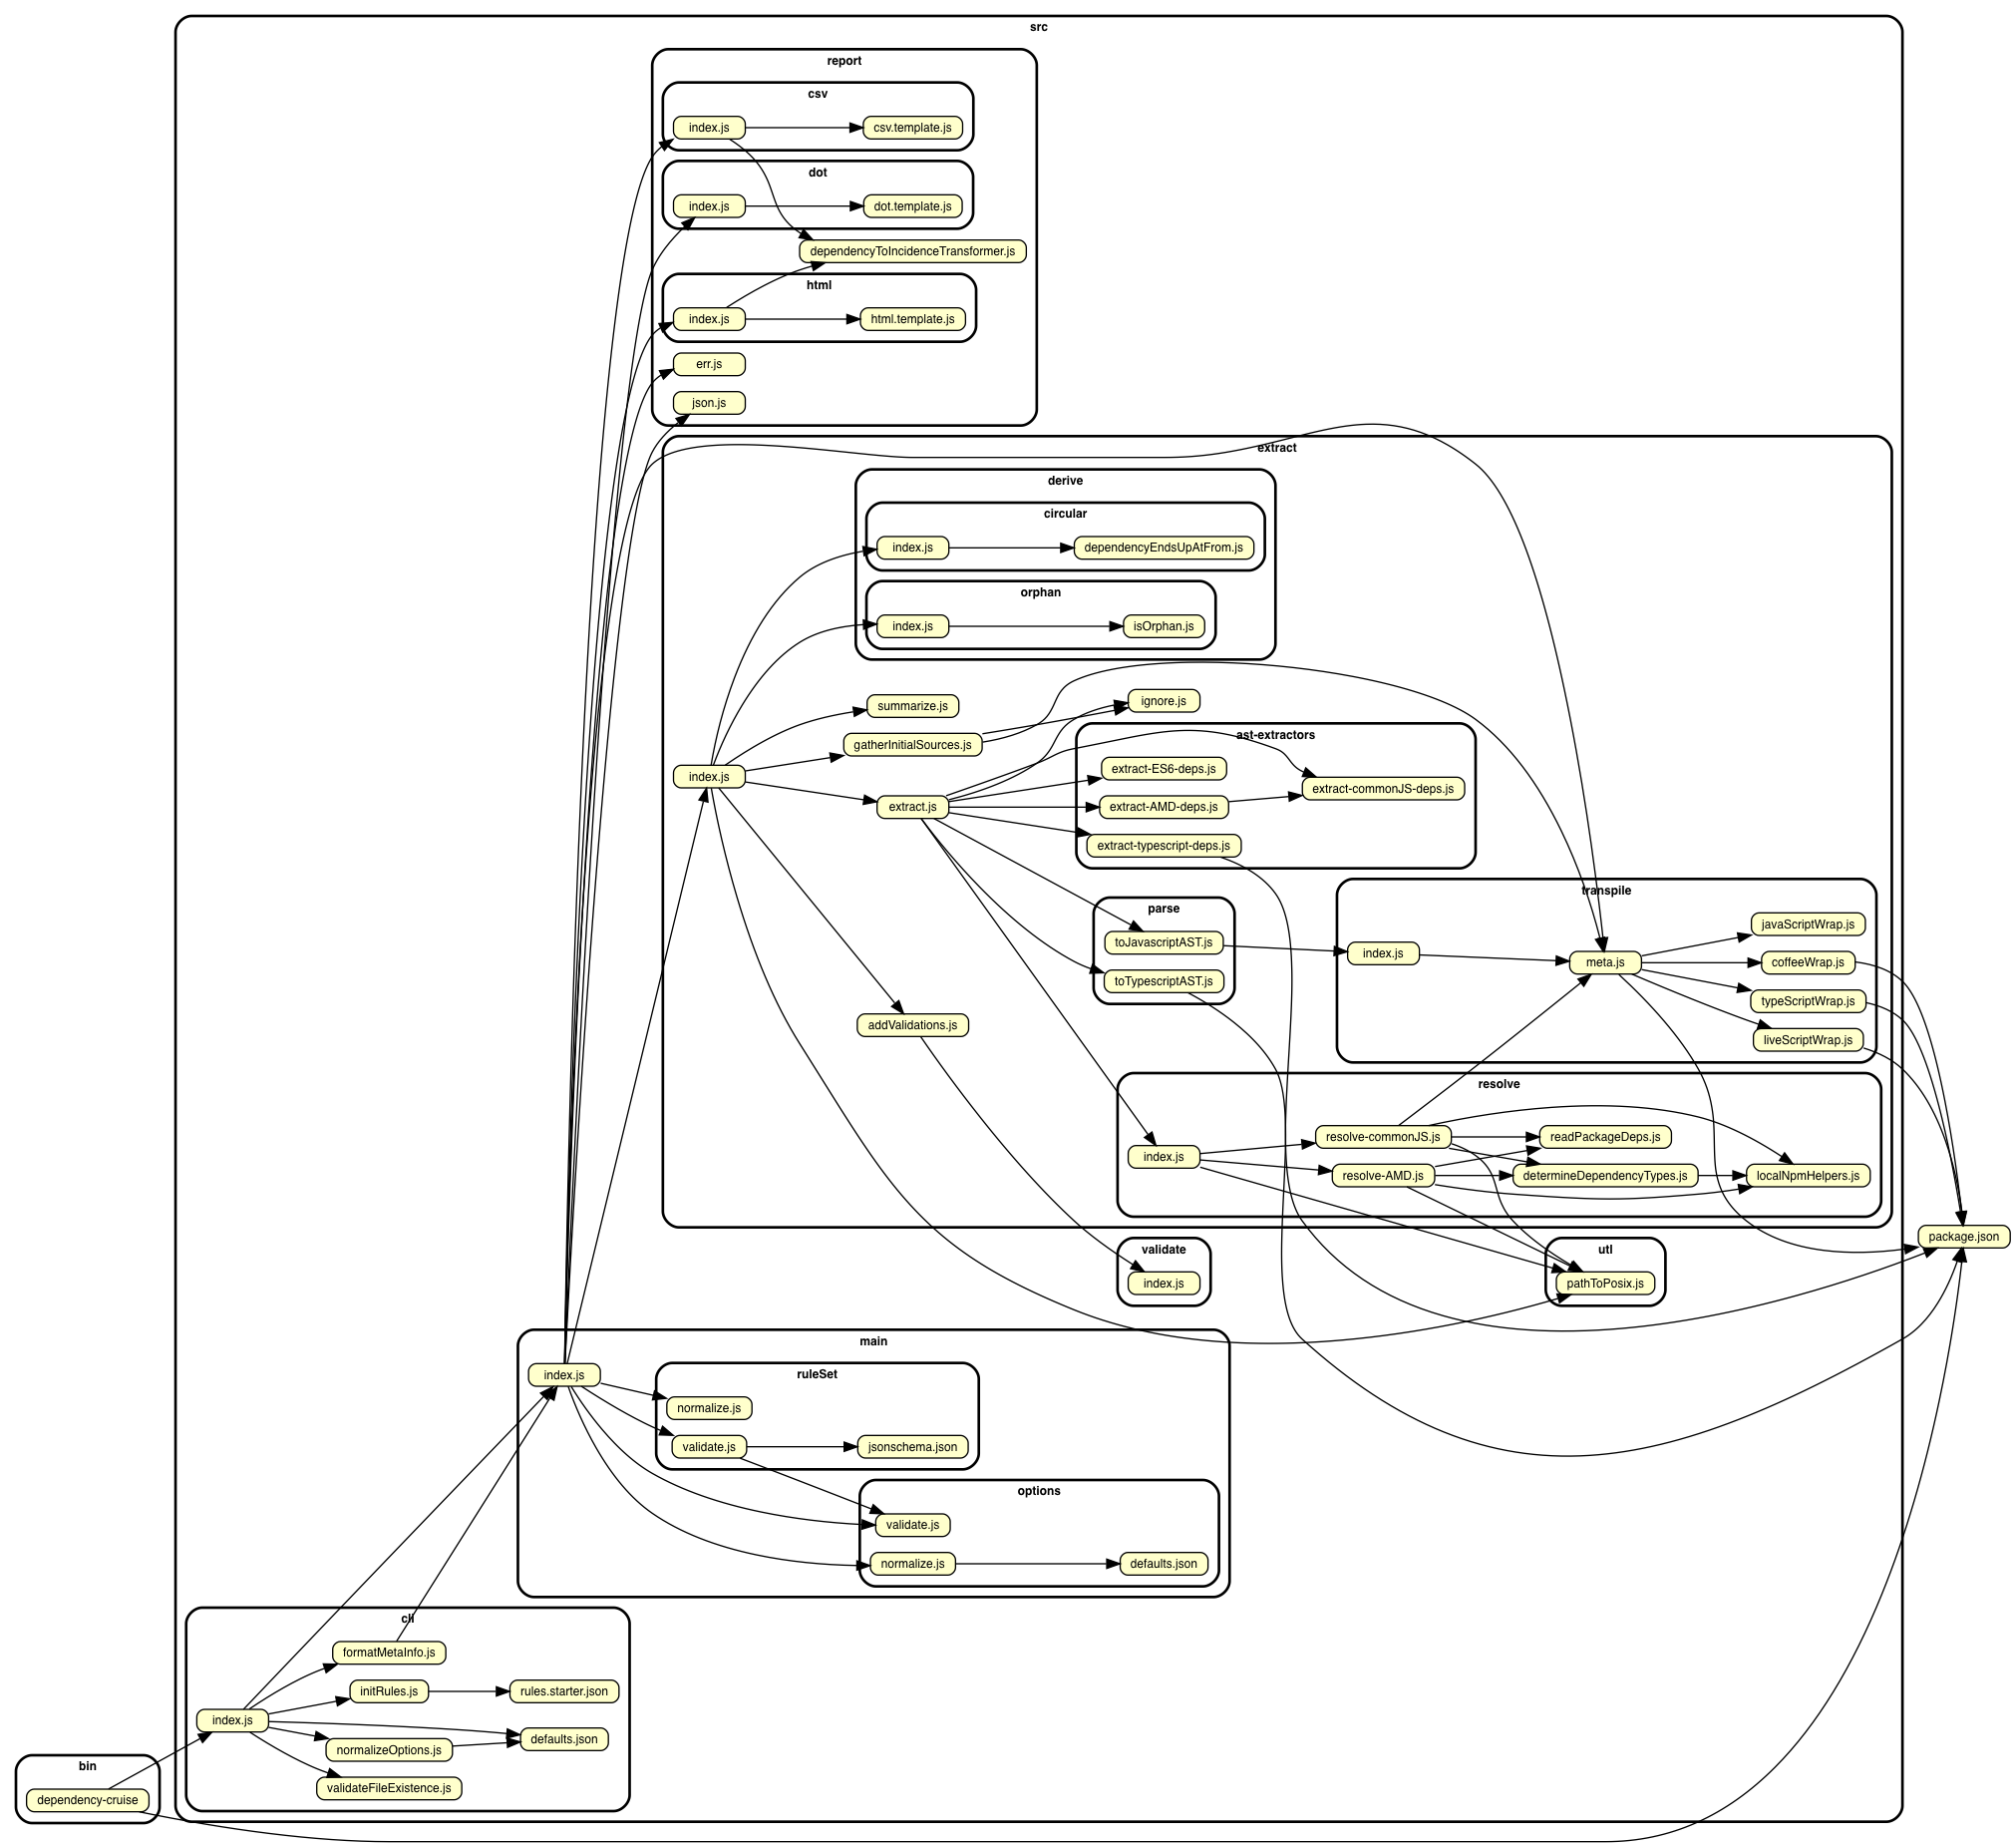 src
report
csv
index.js
csv.template.js
dot
index.js
dot.template.js
dependencyToIncidenceTransformer.js
html
index.js
html.template.js
err.js
json.js
extract
derive
circular
index.js
dependencyEndsUpAtFrom.js
orphan
index.js
isOrphan.js
summarize.js
ignore.js
gatherInitialSources.js
index.js
extract.js
ast-extractors
extract-ES6-deps.js
extract-commonJS-deps.js
extract-AMD-deps.js
extract-typescript-deps.js
parse
toJavascriptAST.js
toTypescriptAST.js
transpile
index.js
meta.js
javaScriptWrap.js
coffeeWrap.js
typeScriptWrap.js
liveScriptWrap.js
addValidations.js
resolve
index.js
resolve-commonJS.js
readPackageDeps.js
resolve-AMD.js
determineDependencyTypes.js
localNpmHelpers.js
package.json
validate
index.js
utl
pathToPosix.js
main
index.js
ruleSet
normalize.js
validate.js
jsonschema.json
options
validate.js
normalize.js
defaults.json
cli
formatMetaInfo.js
initRules.js
rules.starter.json
index.js
defaults.json
normalizeOptions.js
validateFileExistence.js
bin
dependency-cruise